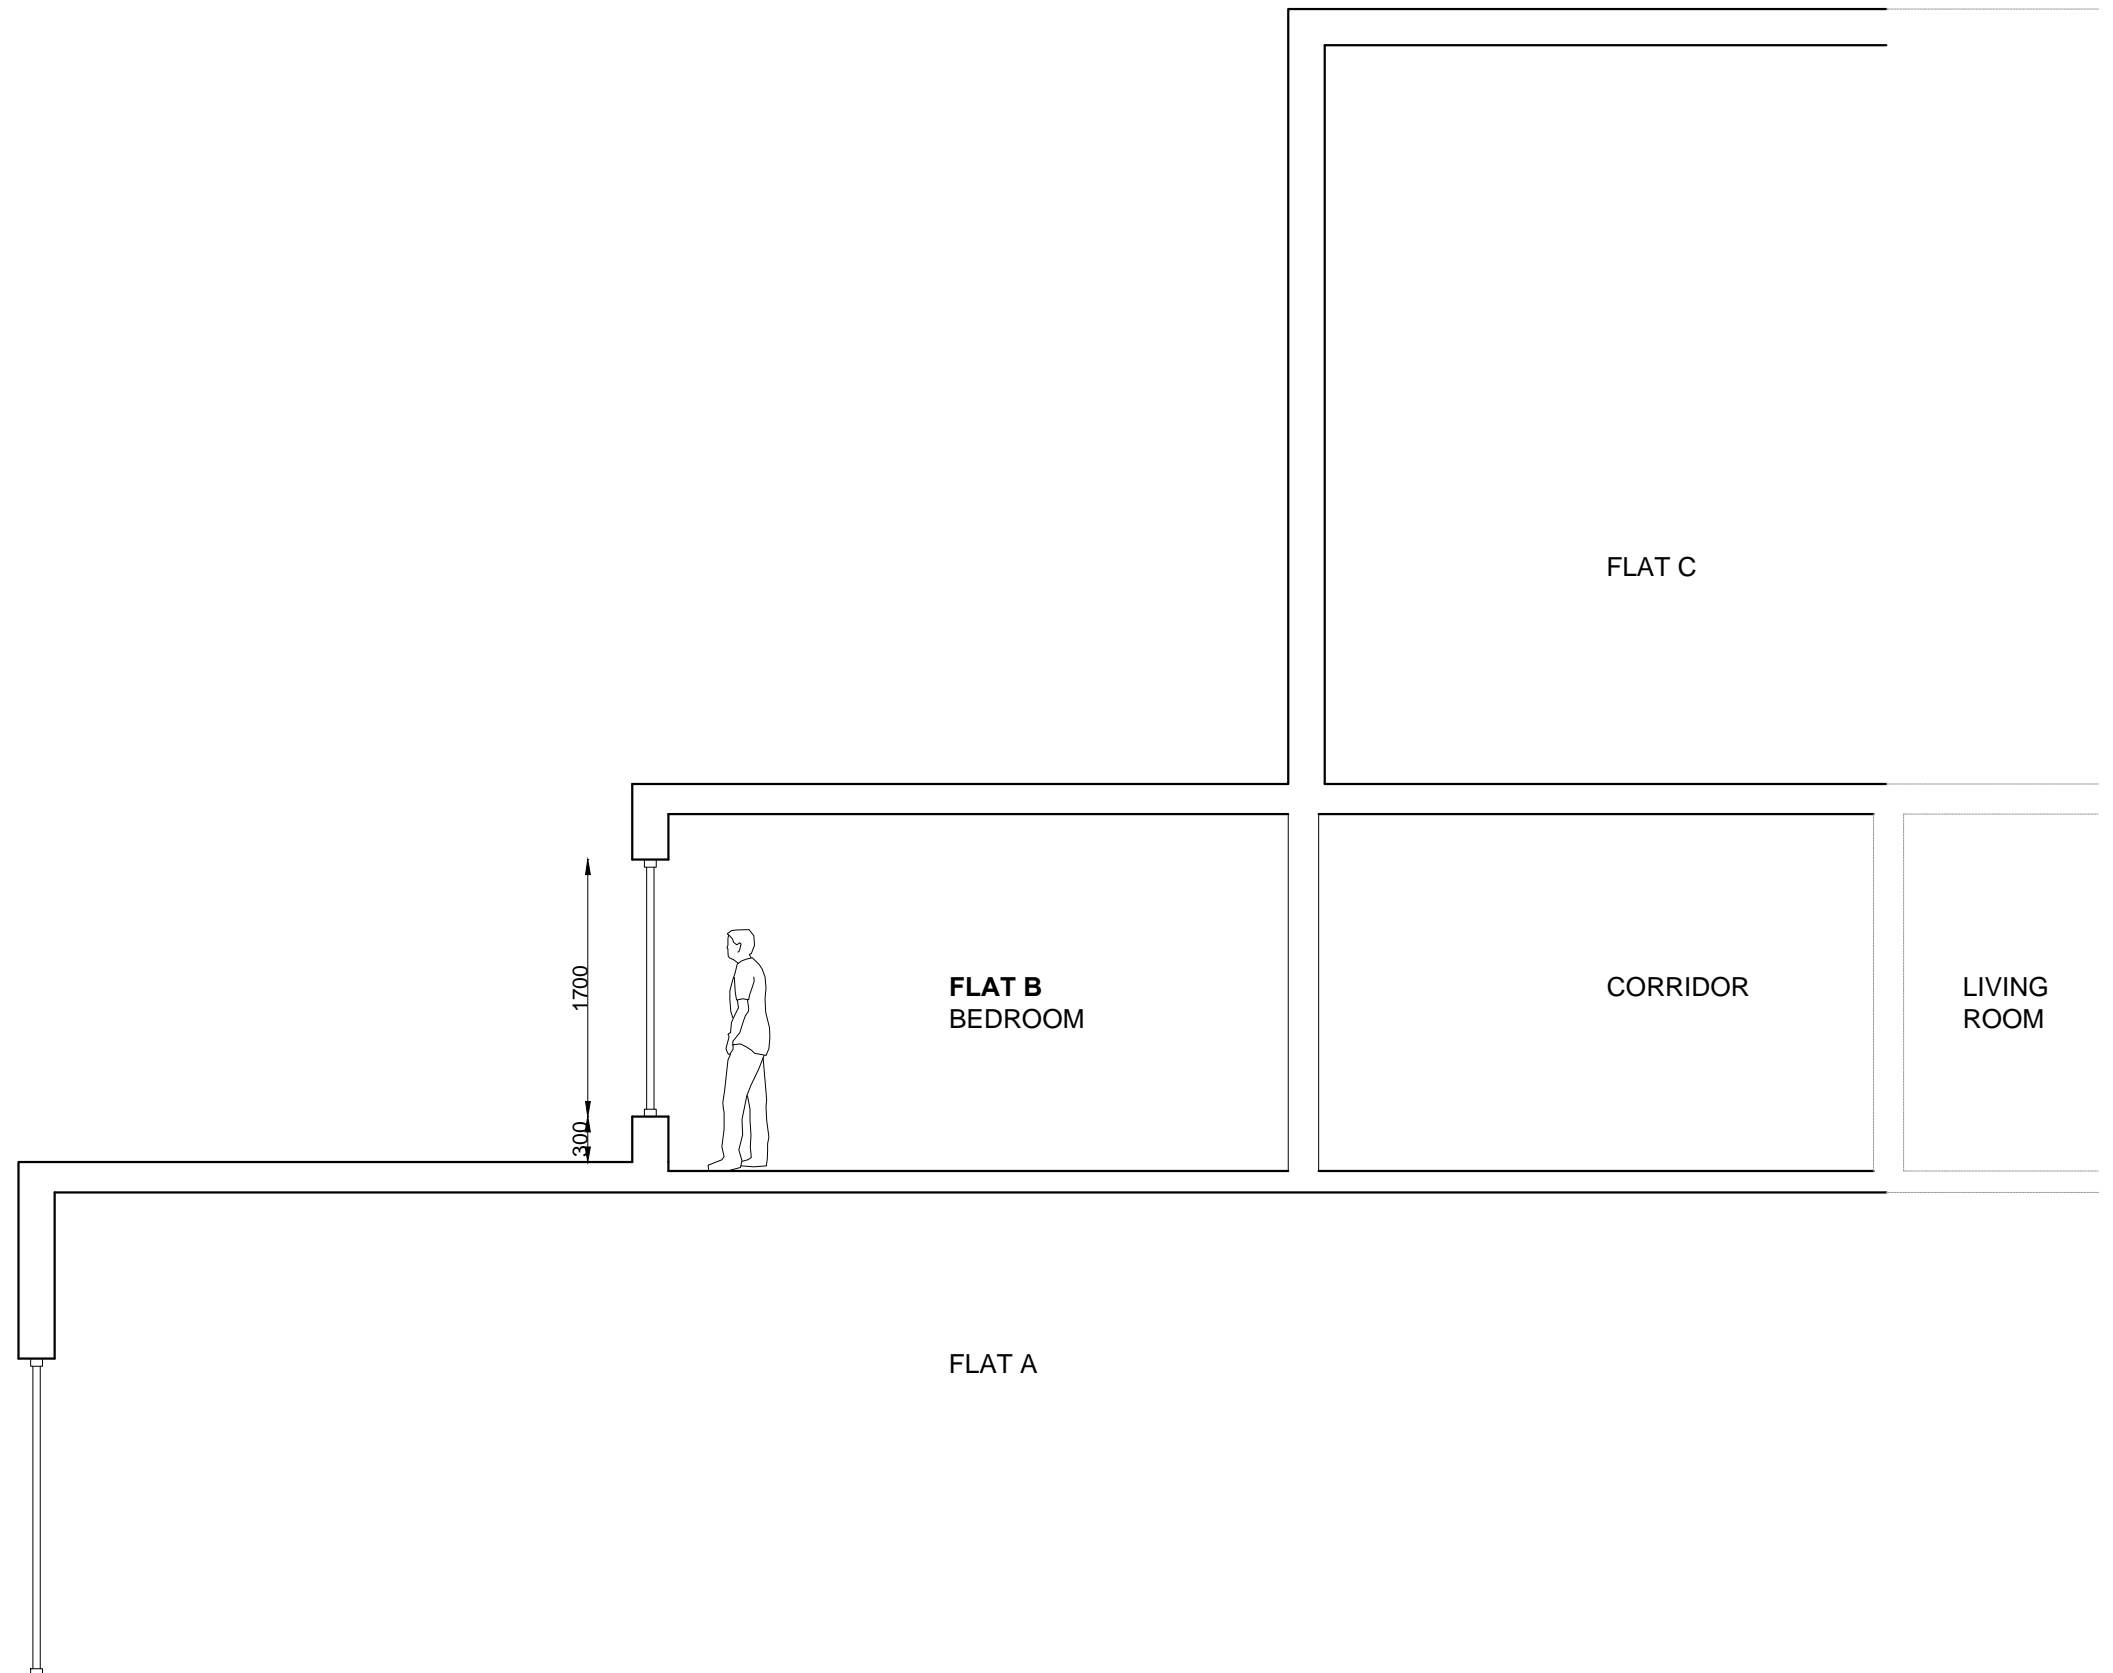 FLAT C
1700
FLAT B
BEDROOM
CORRIDOR
LIVING
ROOM
300
FLAT A